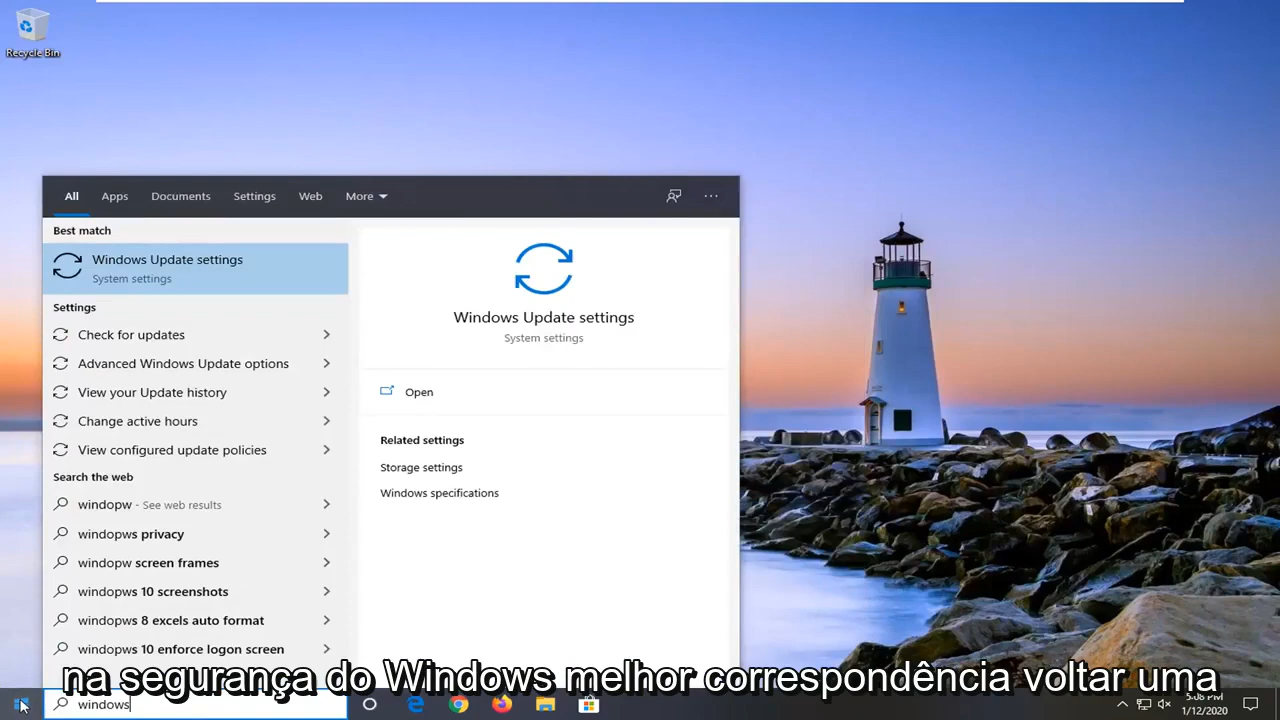 Recycle Bin
All Apps Documents Settings Web More
Best match
Windows Update settings
System settings
Settings
Check for updates
Advanced Windows Update options
View your Update history
Change active hours
View configured update policies
Search the web
windopw - See web results
windopws privacy
windopw screen frames
windopws 10 screenshots
windopws 8 excels auto format
windopws 10 enforce logon screen
Windows Update settings
System settings
Open
Related settings
Storage settings
Windows specifications
na segurança do Windows melhor correspondência voltar uma
windows
5:08 PM
1/12/2020